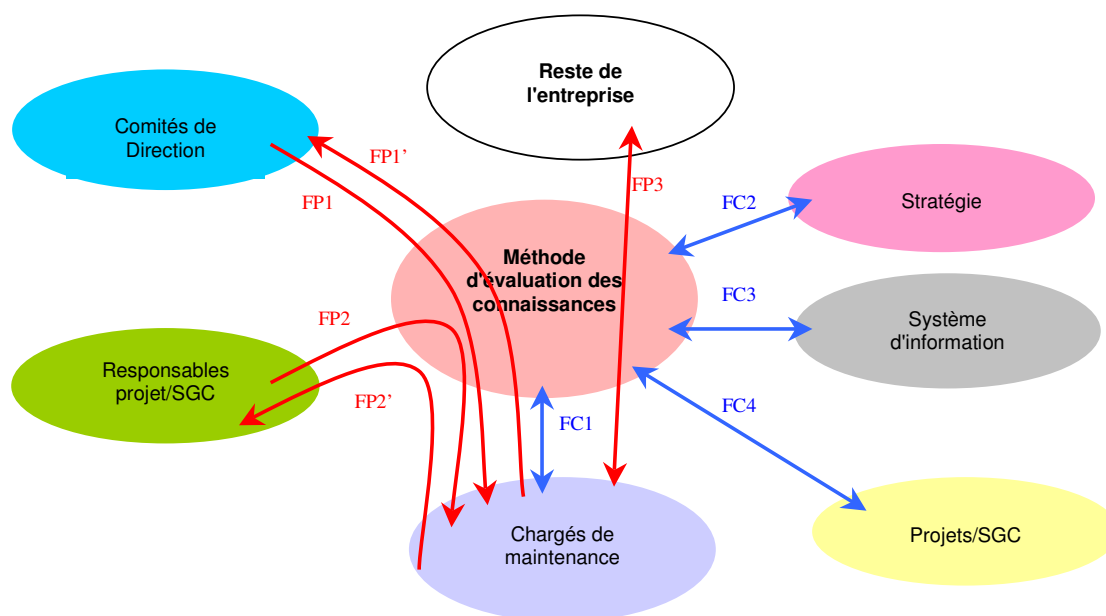 Reste de
l'entreprise
Comités de
Direction
FP1'
FP1
FP3
FC2
Stratégie
Méthode
d'évaluation des
connaissances
FC3
Système
d'information
FP2
Responsables
projet/SGC
FP2'
FC1
FC4
Chargés de
maintenance
Projets/SGC